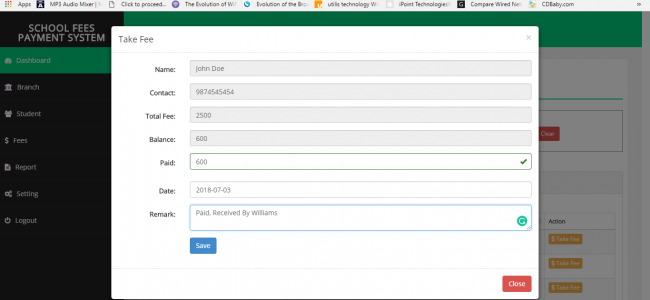 Apps
MP3 Audio Mixer |
Click to proceed...
The Evolution of Wi
Evolution of the Bro
utilis technology W
iPoint Technologies
Compare Wired Net
CDBaby.com
SCHOOL FEES
PAYMENT SYSTEM
Dashboard
Branch
Student
$ Fees
Report
Setting
Logout
Take Fee
×
Name:
John Doe
Contact:
9874545454
Total Fee:
2500
Balance:
600
Paid:
600
Date:
2018-07-03
Remark:
Paid, Received By Williams
Save
Close
Clear
Action
$ Take Fee
$ Take Fee
$ Take Fee